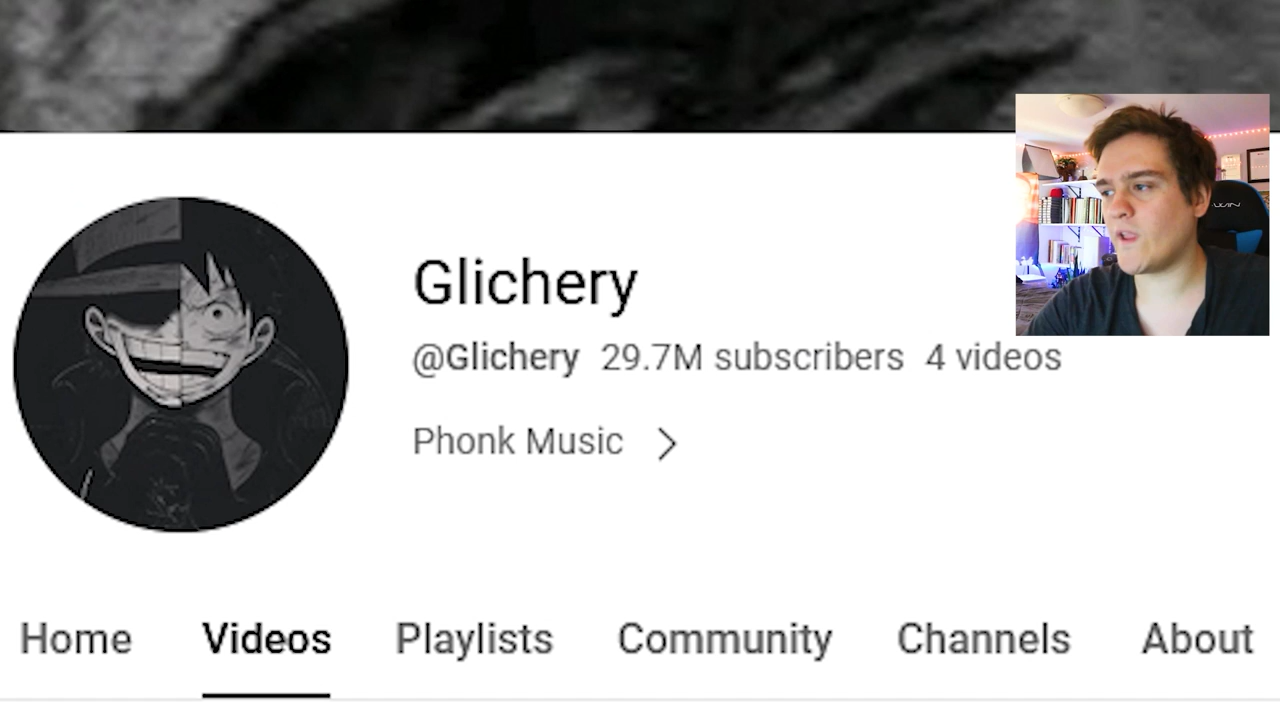 Glichery
@Glichery 29.7M subscribers 4 videos
Phonk Music
Home Videos Playlists Community Channels About